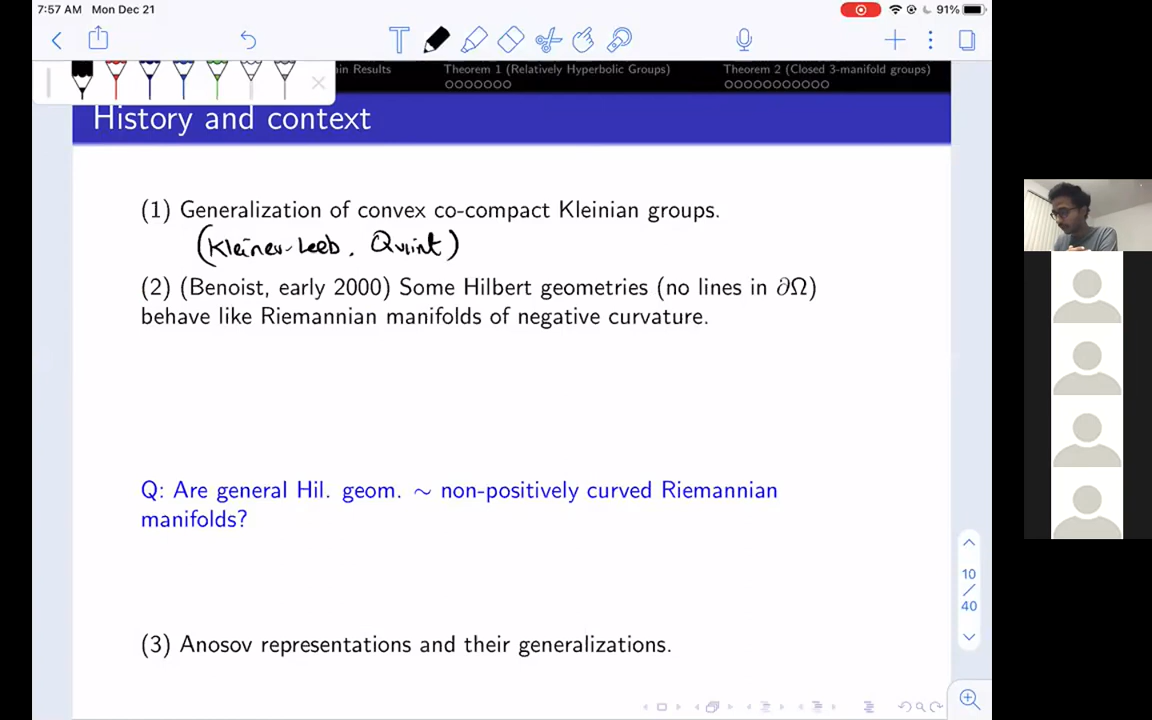 7:57 AM Mon Dec 21
91%
ain Results
Theorem 1 (Relatively Hyperbolic Groups)
Theorem 2 (Closed 3-manifold groups)
History and context
(1) Generalization of convex co-compact Kleinian groups.
(Kleiner-Leeb, Quint)
(2) (Benoist, early 2000) Some Hilbert geometries (no lines in ∂Ω)
behave like Riemannian manifolds of negative curvature.
Q: Are general Hil. geom. ∼ non-positively curved Riemannian
manifolds?
10
/
40
(3) Anosov representations and their generalizations.